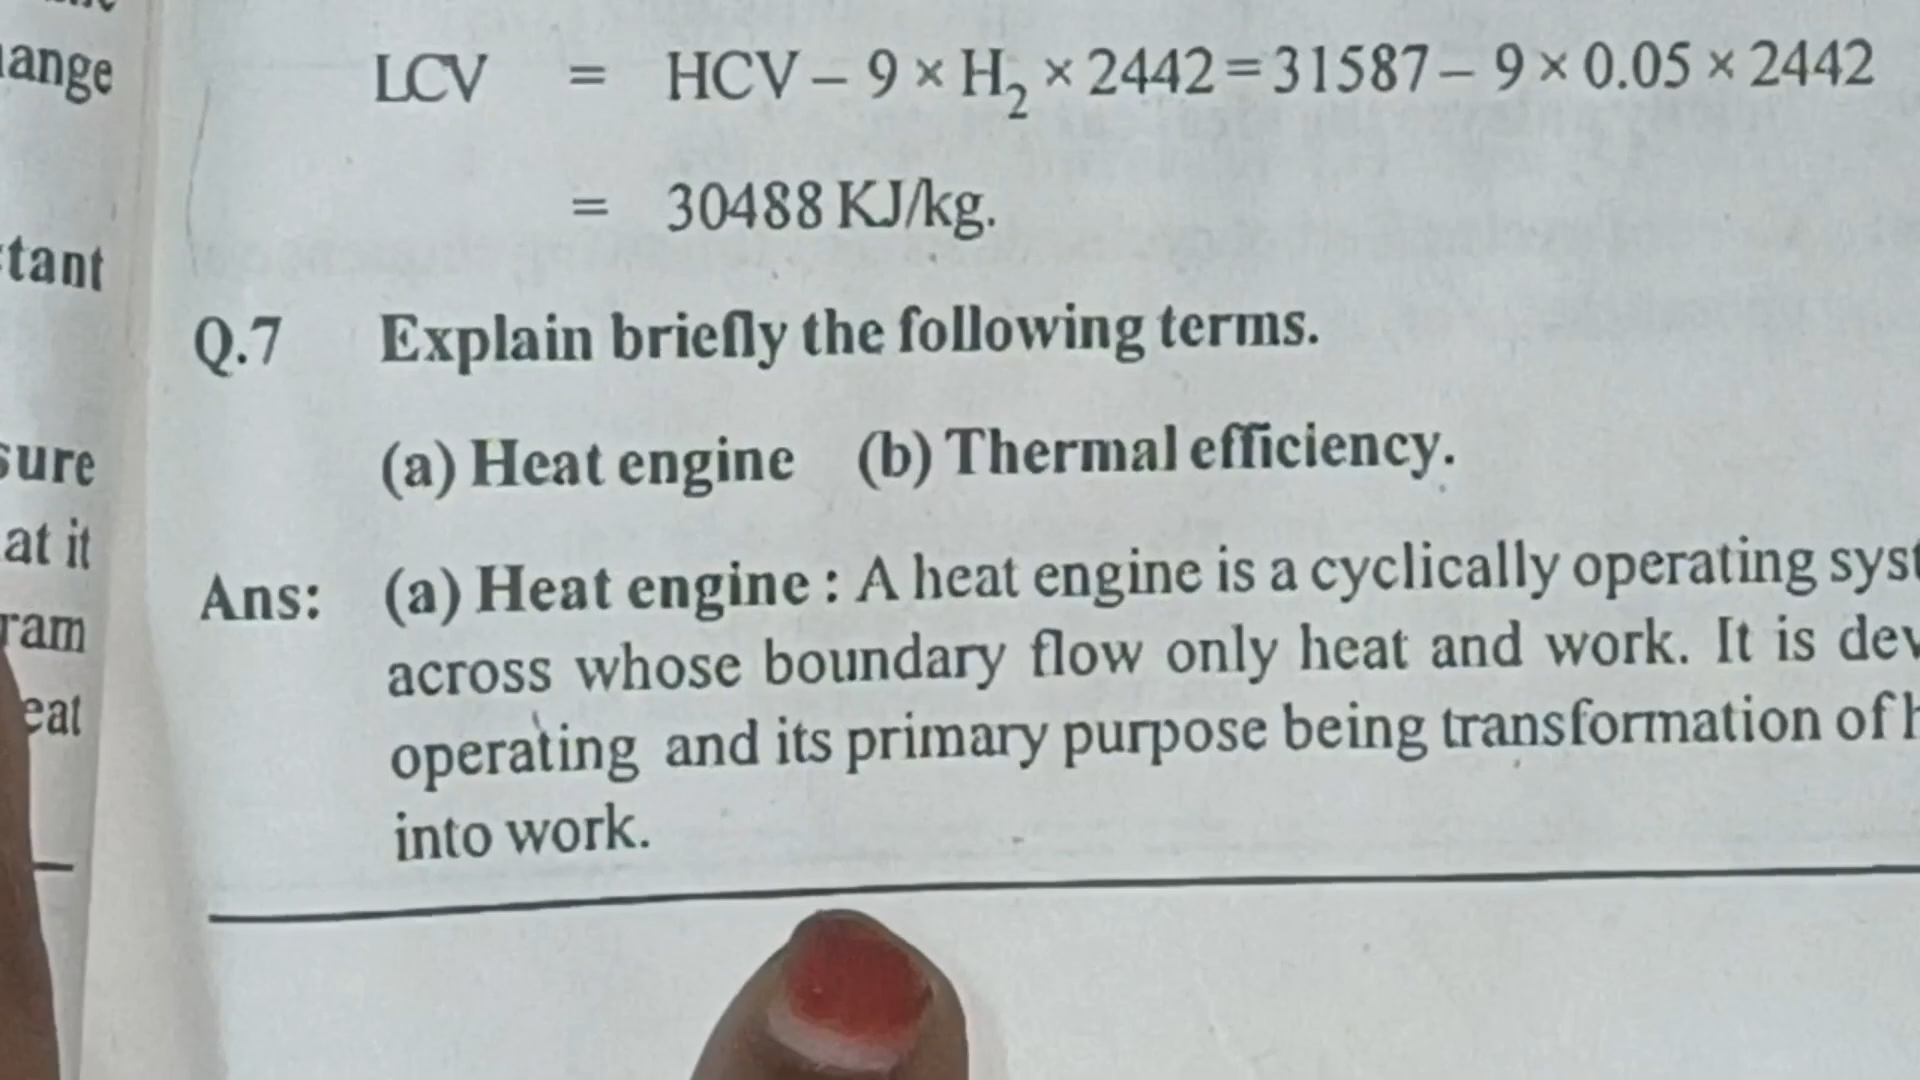 ange
tant
sure
at it
ram
eat
LCV = HCV – 9 × H₂ × 2442 = 31587 – 9 × 0.05 × 2442
= 30488 KJ/kg.
Q.7 Explain briefly the following terms.
(a) Heat engine (b) Thermal efficiency.
Ans: (a) Heat engine : A heat engine is a cyclically operating syst
across whose boundary flow only heat and work. It is dev
operating and its primary purpose being transformation of h
into work.